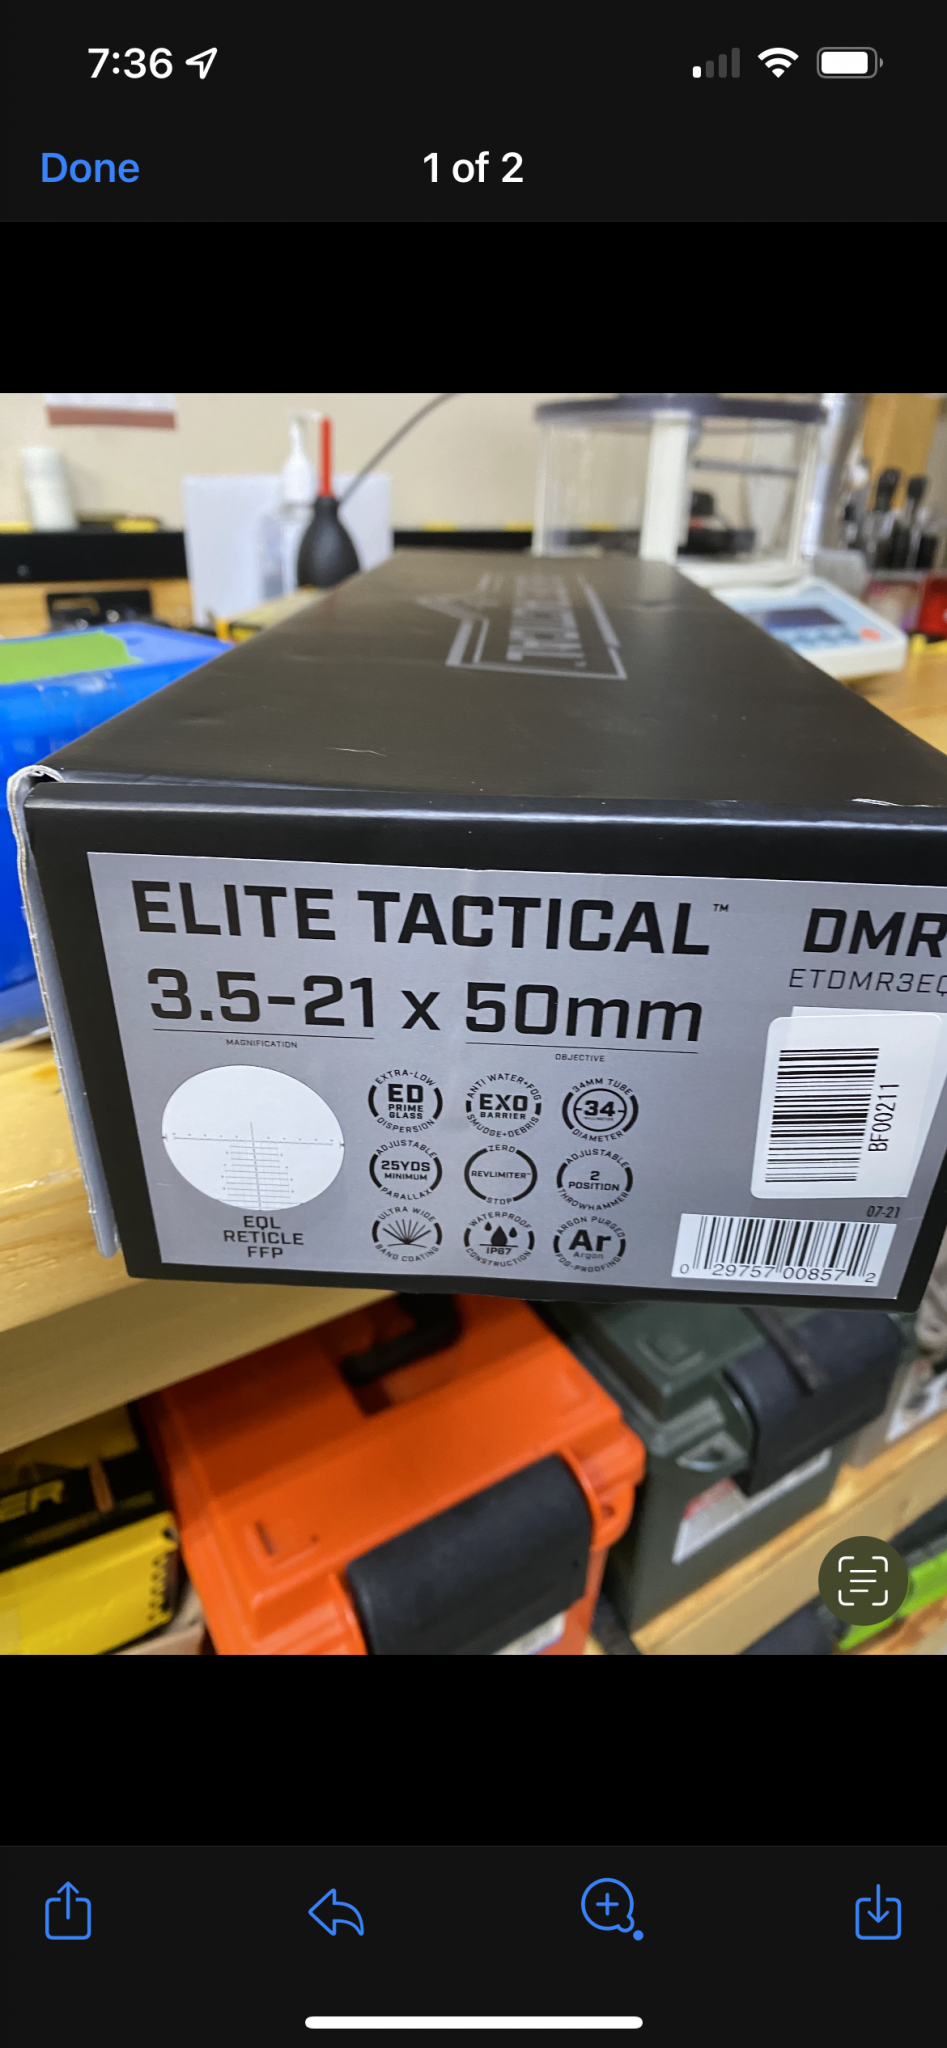 7:36
Done
1 of 2
ELITE TACTICAL™
3.5-21 x 50mm
MAGNIFICATION
OBJECTIVE
DMR
ETDMR3EQ
EXTRA-LOW
ED
PRIME
GLASS
DISPERSION
ANTI WATER+FOG
EXO
BARRIER
SMUDGE+DEBRIS
34MM TUBE
34
DIAMETER
ADJUSTABLE
25YDS
MINIMUM
PARALLAX
ZERO
REVLIMITER™
STOP
ADJUSTABLE
2
POSITION
THROWHAMMER
ULTRA WIDE
BAND COATING
WATERPROOF
IP67
CONSTRUCTION
ARGON PURGED
Ar
Argon
FOG-PROOFING
EQL
RETICLE
FFP
BF00211
07-21
0 29757 00857 2